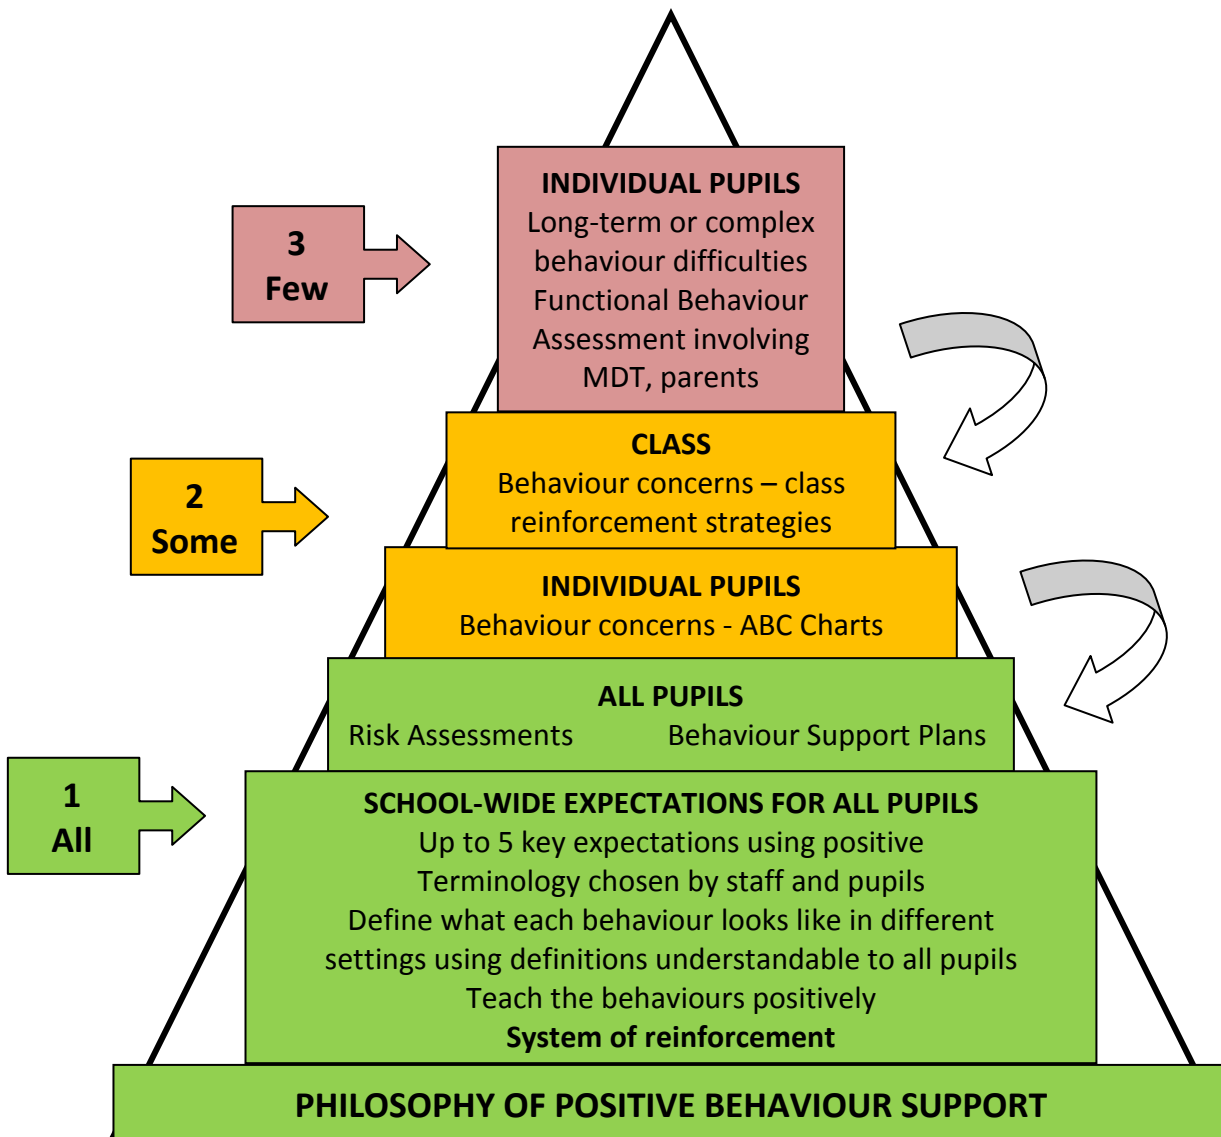 INDIVIDUAL PUPILS
Long-term or complex
behaviour difficulties
Functional Behaviour
Assessment involving
MDT, parents
3
Few
CLASS
Behaviour concerns – class
reinforcement strategies
2
Some
INDIVIDUAL PUPILS
Behaviour concerns - ABC Charts
ALL PUPILS
Risk Assessments Behaviour Support Plans
1
All
SCHOOL-WIDE EXPECTATIONS FOR ALL PUPILS
Up to 5 key expectations using positive
Terminology chosen by staff and pupils
Define what each behaviour looks like in different
settings using definitions understandable to all pupils
Teach the behaviours positively
System of reinforcement
PHILOSOPHY OF POSITIVE BEHAVIOUR SUPPORT